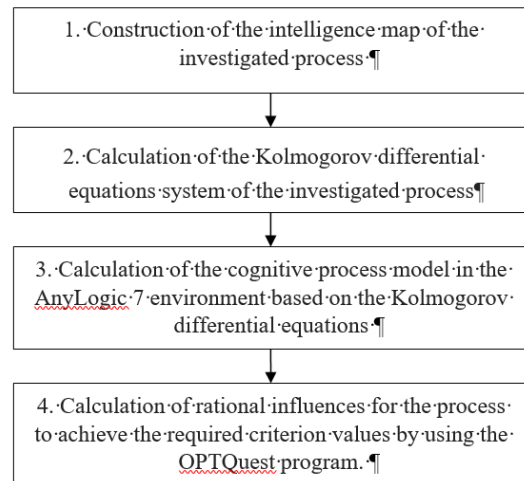 1.·Construction·of·the·intelligence·map·of·the·
investigated·process·¶
2.·Calculation·of·the·Kolmogorov·differential·
equations·system·of·the·investigated·process¶
3.·Calculation·of·the·cognitive·process·model·in·the·
AnyLogic·7·environment·based·on·the·Kolmogorov·
differential·equations·¶
4.·Calculation·of·rational·influences·for·the·process·
to·achieve·the·required·criterion·values·by·using·the·
OPTQuest·program.·¶